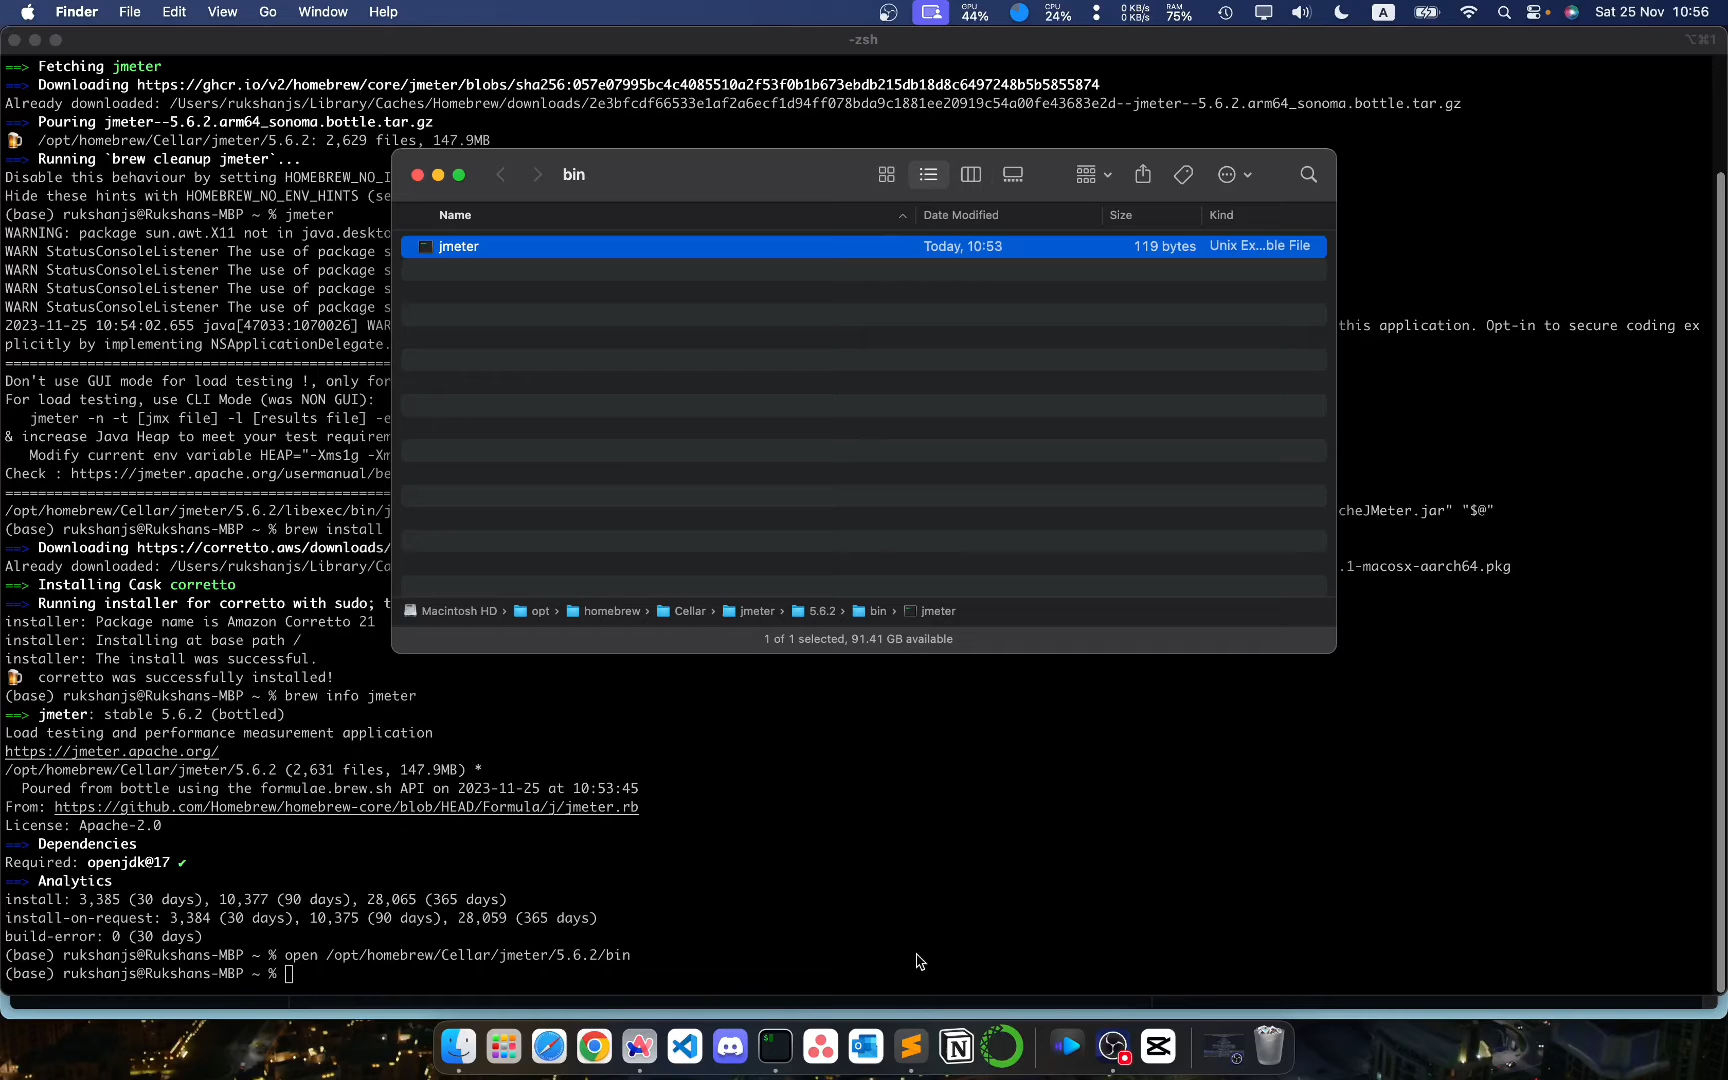 Finder File Edit View Go Window Help
GPU 44% CPU 24% 0 KB/s 0 KB/s RAM 75% A Sat 25 Nov 10:56
-zsh
⌥⌘1
==> Fetching jmeter
==> Downloading https://ghcr.io/v2/homebrew/core/jmeter/blobs/sha256:057e07995bc4c4085510a2f53f0b1b673ebdb215db18d8c6497248b5b5855874
Already downloaded: /Users/rukshanjs/Library/Caches/Homebrew/downloads/2e3bfcdf66533e1af2a6ecf1d94ff078bda9c1881ee20919c54a00fe43683e2d--jmeter--5.6.2.arm64_sonoma.bottle.tar.gz
==> Pouring jmeter--5.6.2.arm64_sonoma.bottle.tar.gz
🍺 /opt/homebrew/Cellar/jmeter/5.6.2: 2,629 files, 147.9MB
==> Running `brew cleanup jmeter`...
Disable this behaviour by setting HOMEBREW_NO_I
Hide these hints with HOMEBREW_NO_ENV_HINTS (se
(base) rukshanjs@Rukshans-MBP ~ % jmeter
WARNING: package sun.awt.X11 not in java.deskto
WARN StatusConsoleListener The use of package s
WARN StatusConsoleListener The use of package s
WARN StatusConsoleListener The use of package s
WARN StatusConsoleListener The use of package s
2023-11-25 10:54:02.655 java[47033:1070026] WAR
this application. Opt-in to secure coding ex
plicitly by implementing NSApplicationDelegate.
================================================
Don't use GUI mode for load testing !, only for
For load testing, use CLI Mode (was NON GUI):
jmeter -n -t [jmx file] -l [results file] -e
& increase Java Heap to meet your test requirem
Modify current env variable HEAP="-Xms1g -Xm
Check : https://jmeter.apache.org/usermanual/be
================================================
/opt/homebrew/Cellar/jmeter/5.6.2/libexec/bin/j
cheJMeter.jar" "$@"
(base) rukshanjs@Rukshans-MBP ~ % brew install
==> Downloading https://corretto.aws/downloads/
Already downloaded: /Users/rukshanjs/Library/Ca
.1-macosx-aarch64.pkg
==> Installing Cask corretto
==> Running installer for corretto with sudo; t
installer: Package name is Amazon Corretto 21
installer: Installing at base path /
installer: The install was successful.
🍺 corretto was successfully installed!
(base) rukshanjs@Rukshans-MBP ~ % brew info jmeter
==> jmeter: stable 5.6.2 (bottled)
Load testing and performance measurement application
https://jmeter.apache.org/
/opt/homebrew/Cellar/jmeter/5.6.2 (2,631 files, 147.9MB) *
Poured from bottle using the formulae.brew.sh API on 2023-11-25 at 10:53:45
From: https://github.com/Homebrew/homebrew-core/blob/HEAD/Formula/j/jmeter.rb
License: Apache-2.0
==> Dependencies
Required: openjdk@17 ✔
==> Analytics
install: 3,385 (30 days), 10,377 (90 days), 28,065 (365 days)
install-on-request: 3,384 (30 days), 10,375 (90 days), 28,059 (365 days)
build-error: 0 (30 days)
(base) rukshanjs@Rukshans-MBP ~ % open /opt/homebrew/Cellar/jmeter/5.6.2/bin
(base) rukshanjs@Rukshans-MBP ~ %
bin
Name Date Modified Size Kind
jmeter Today, 10:53 119 bytes Unix Ex...ble File
Macintosh HD › opt › homebrew › Cellar › jmeter › 5.6.2 › bin › jmeter
1 of 1 selected, 91.41 GB available